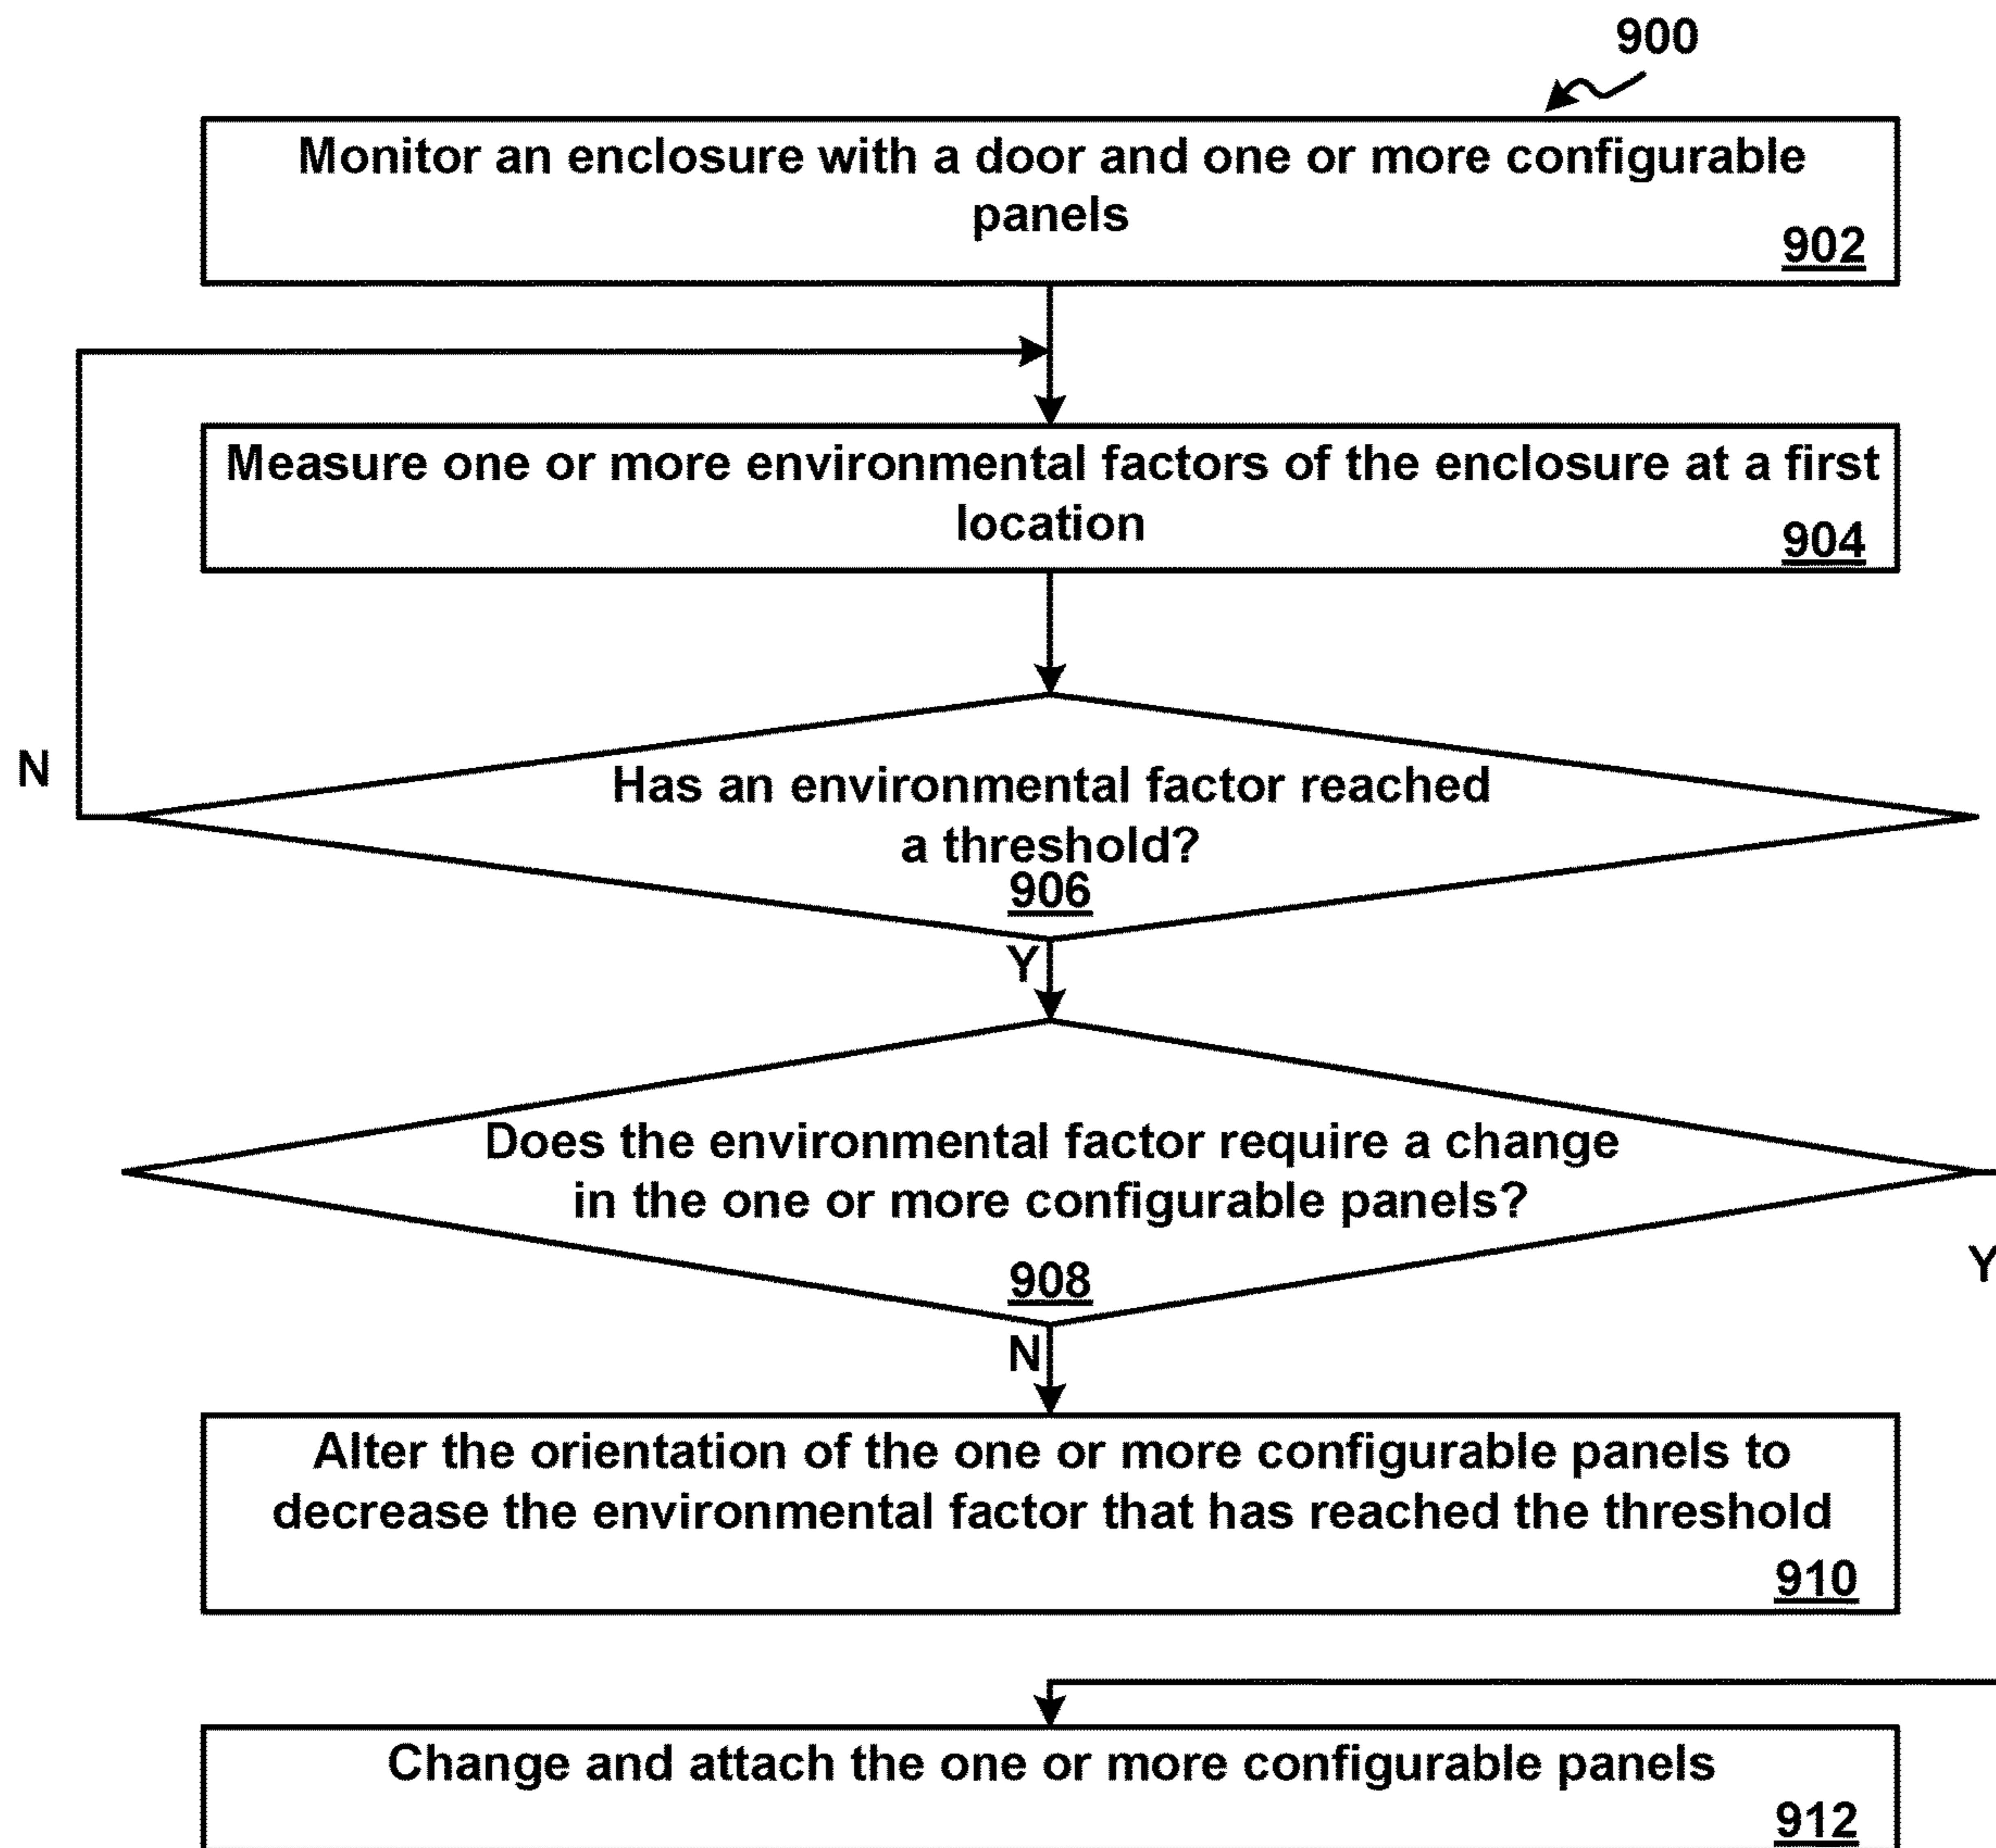 900
Monitor an enclosure with a door and one or more configurable
panels
902
Measure one or more environmental factors of the enclosure at a first
location
904
N
Has an environmental factor reached
a threshold?
906
Y
Does the environmental factor require a change
in the one or more configurable panels?
908
Y
N
Alter the orientation of the one or more configurable panels to
decrease the environmental factor that has reached the threshold
910
Change and attach the one or more configurable panels
912